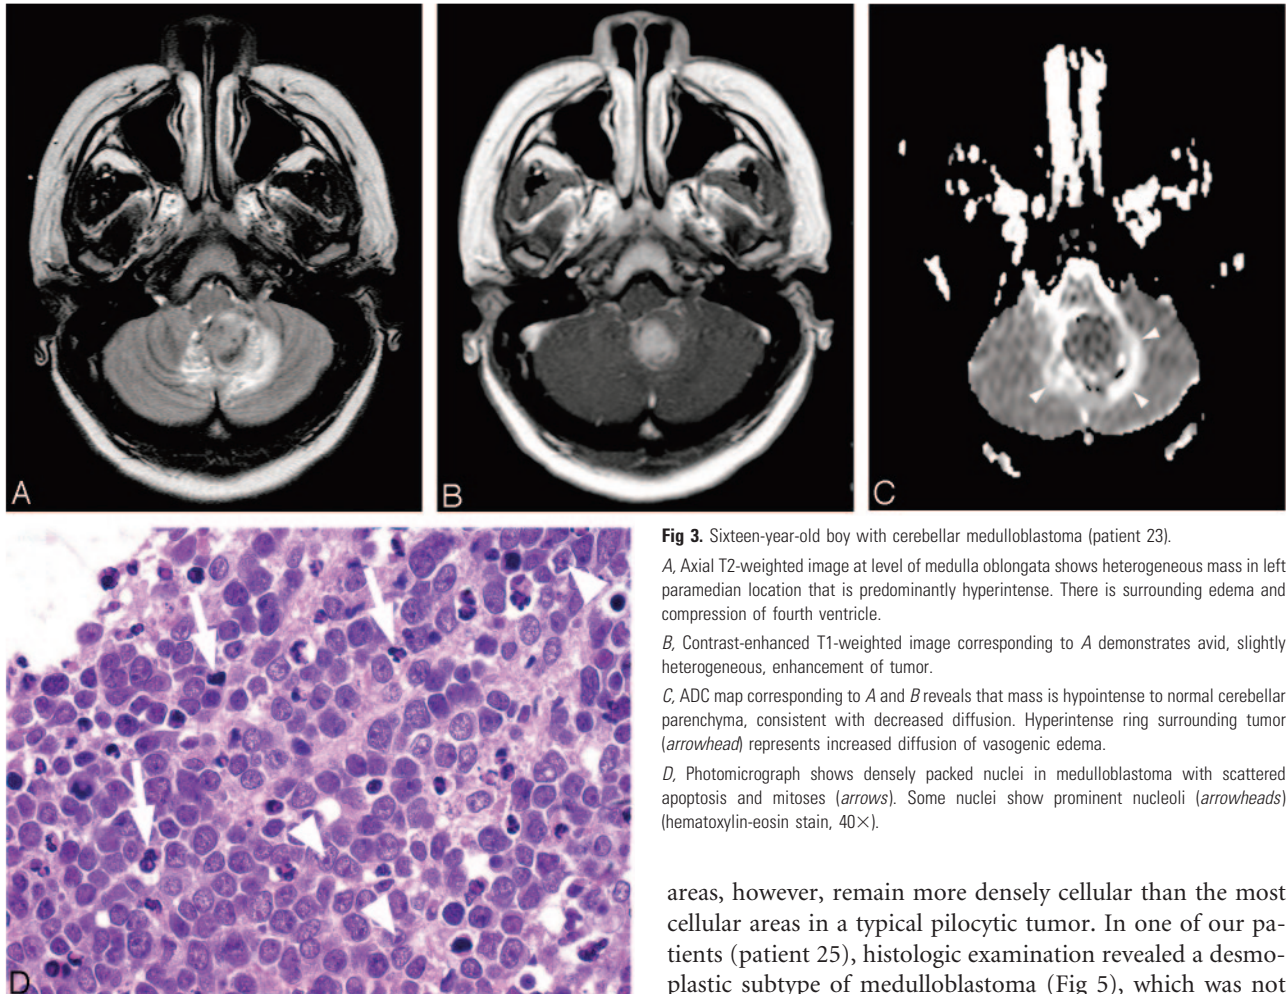 A
B
C
D
Fig 3. Sixteen-year-old boy with cerebellar medulloblastoma (patient 23).
A, Axial T2-weighted image at level of medulla oblongata shows heterogeneous mass in left
paramedian location that is predominantly hyperintense. There is surrounding edema and
compression of fourth ventricle.
B, Contrast-enhanced T1-weighted image corresponding to A demonstrates avid, slightly
heterogeneous, enhancement of tumor.
C, ADC map corresponding to A and B reveals that mass is hypointense to normal cerebellar
parenchyma, consistent with decreased diffusion. Hyperintense ring surrounding tumor
(arrowhead) represents increased diffusion of vasogenic edema.
D, Photomicrograph shows densely packed nuclei in medulloblastoma with scattered
apoptosis and mitoses (arrows). Some nuclei show prominent nucleoli (arrowheads)
(hematoxylin-eosin stain, 40×).
areas, however, remain more densely cellular than the most
cellular areas in a typical pilocytic tumor. In one of our pa-
tients (patient 25), histologic examination revealed a desmo-
plastic subtype of medulloblastoma (Fig 5), which was not